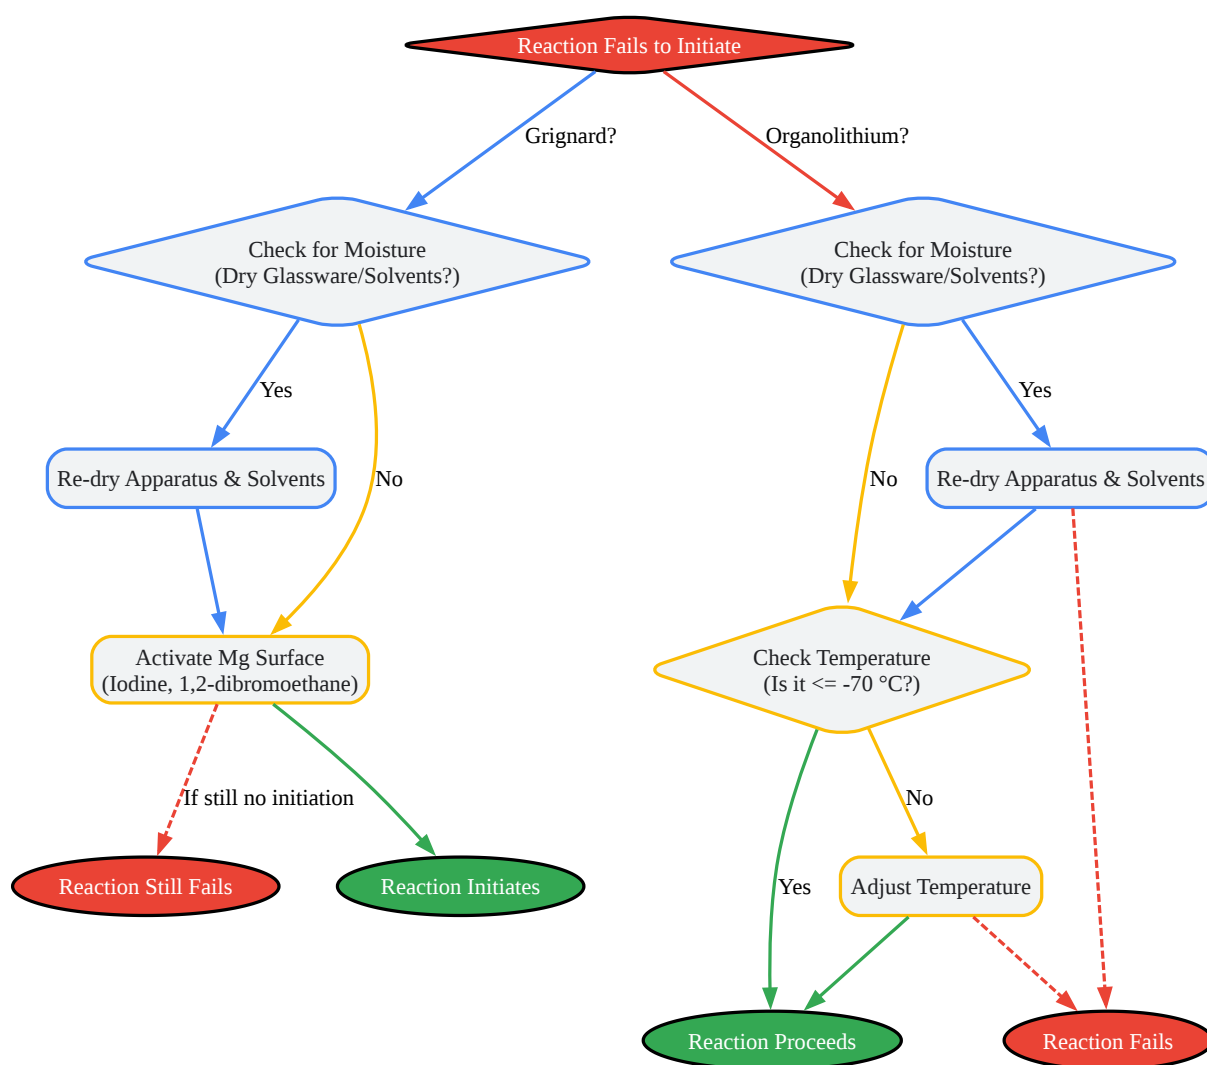 Reaction Fails to Initiate
Grignard?
Organolithium?
Check for Moisture
(Dry Glassware/Solvents?)
Check for Moisture
(Dry Glassware/Solvents?)
Yes
No
No
Yes
Re-dry Apparatus & Solvents
Re-dry Apparatus & Solvents
Activate Mg Surface
(Iodine, 1,2-dibromoethane)
Check Temperature
(Is it <= -70 °C?)
If still no initiation
No
Reaction Still Fails
Reaction Initiates
Yes
Adjust Temperature
Reaction Proceeds
Reaction Fails